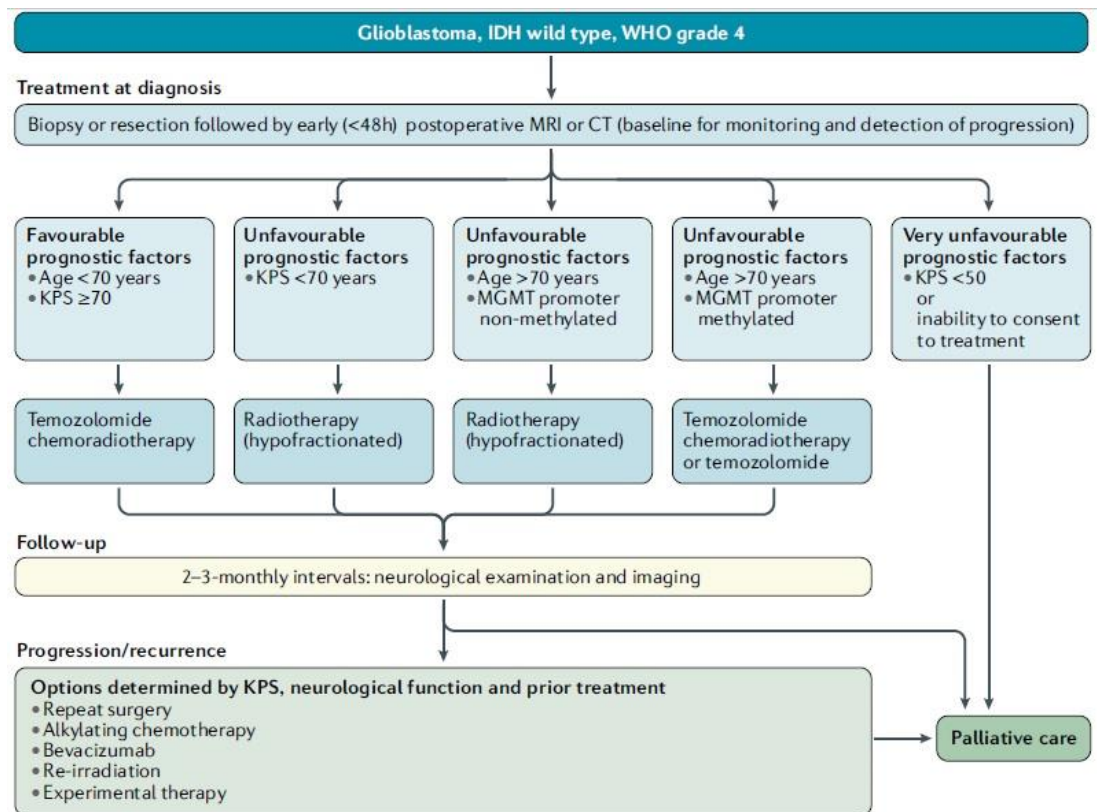 Glioblastoma, IDH wild type, WHO grade 4
Treatment at diagnosis
Biopsy or resection followed by early (<48h) postoperative MRI or CT (baseline for monitoring and detection of progression)
Favourable
prognostic factors
• Age <70 years
• KPS ≥70
Unfavourable
prognostic factors
• KPS <70 years
Unfavourable
prognostic factors
• Age >70 years
• MGMT promoter
non-methylated
Unfavourable
prognostic factors
• Age >70 years
• MGMT promoter
methylated
Very unfavourable
prognostic factors
• KPS <50
or
inability to consent
to treatment
Temozolomide
chemoradiotherapy
Radiotherapy
(hypofractionated)
Radiotherapy
(hypofractionated)
Temozolomide
chemoradiotherapy
or temozolomide
Follow-up
2–3-monthly intervals: neurological examination and imaging
Progression/recurrence
Options determined by KPS, neurological function and prior treatment
• Repeat surgery
• Alkylating chemotherapy
• Bevacizumab
• Re-irradiation
• Experimental therapy
Palliative care